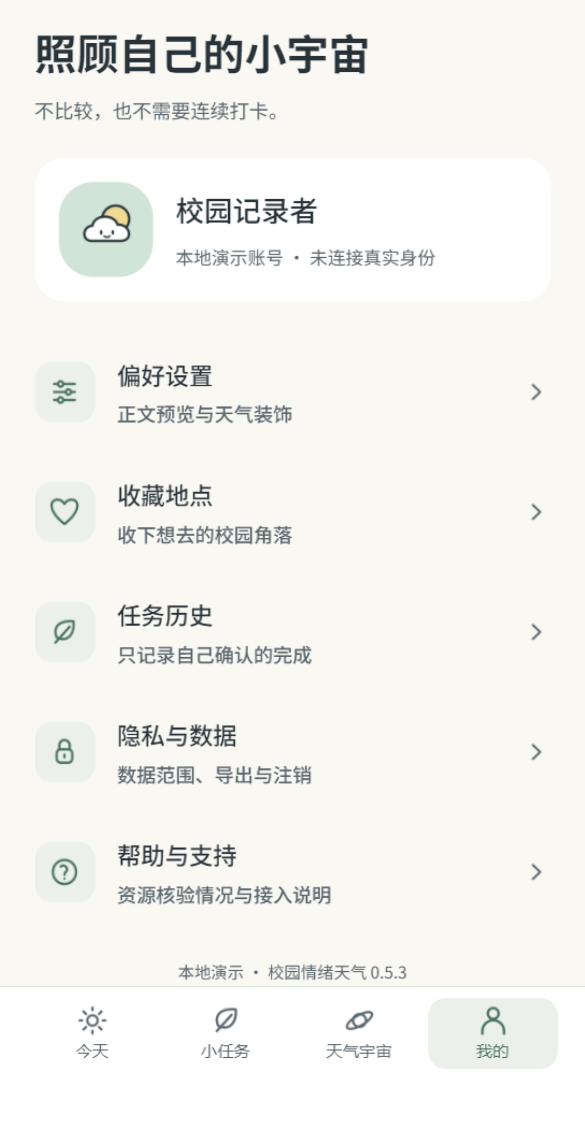 照顾自己的小宇宙
不比较，也不需要连续打卡。
校园记录者
本地演示账号 · 未连接真实身份
偏好设置
正文预览与天气装饰
收藏地点
收下想去的校园角落
任务历史
只记录自己确认的完成
隐私与数据
数据范围、导出与注销
帮助与支持
资源核验情况与接入说明
本地演示 · 校园情绪天气 0.5.3
今天
小任务
天气宇宙
我的